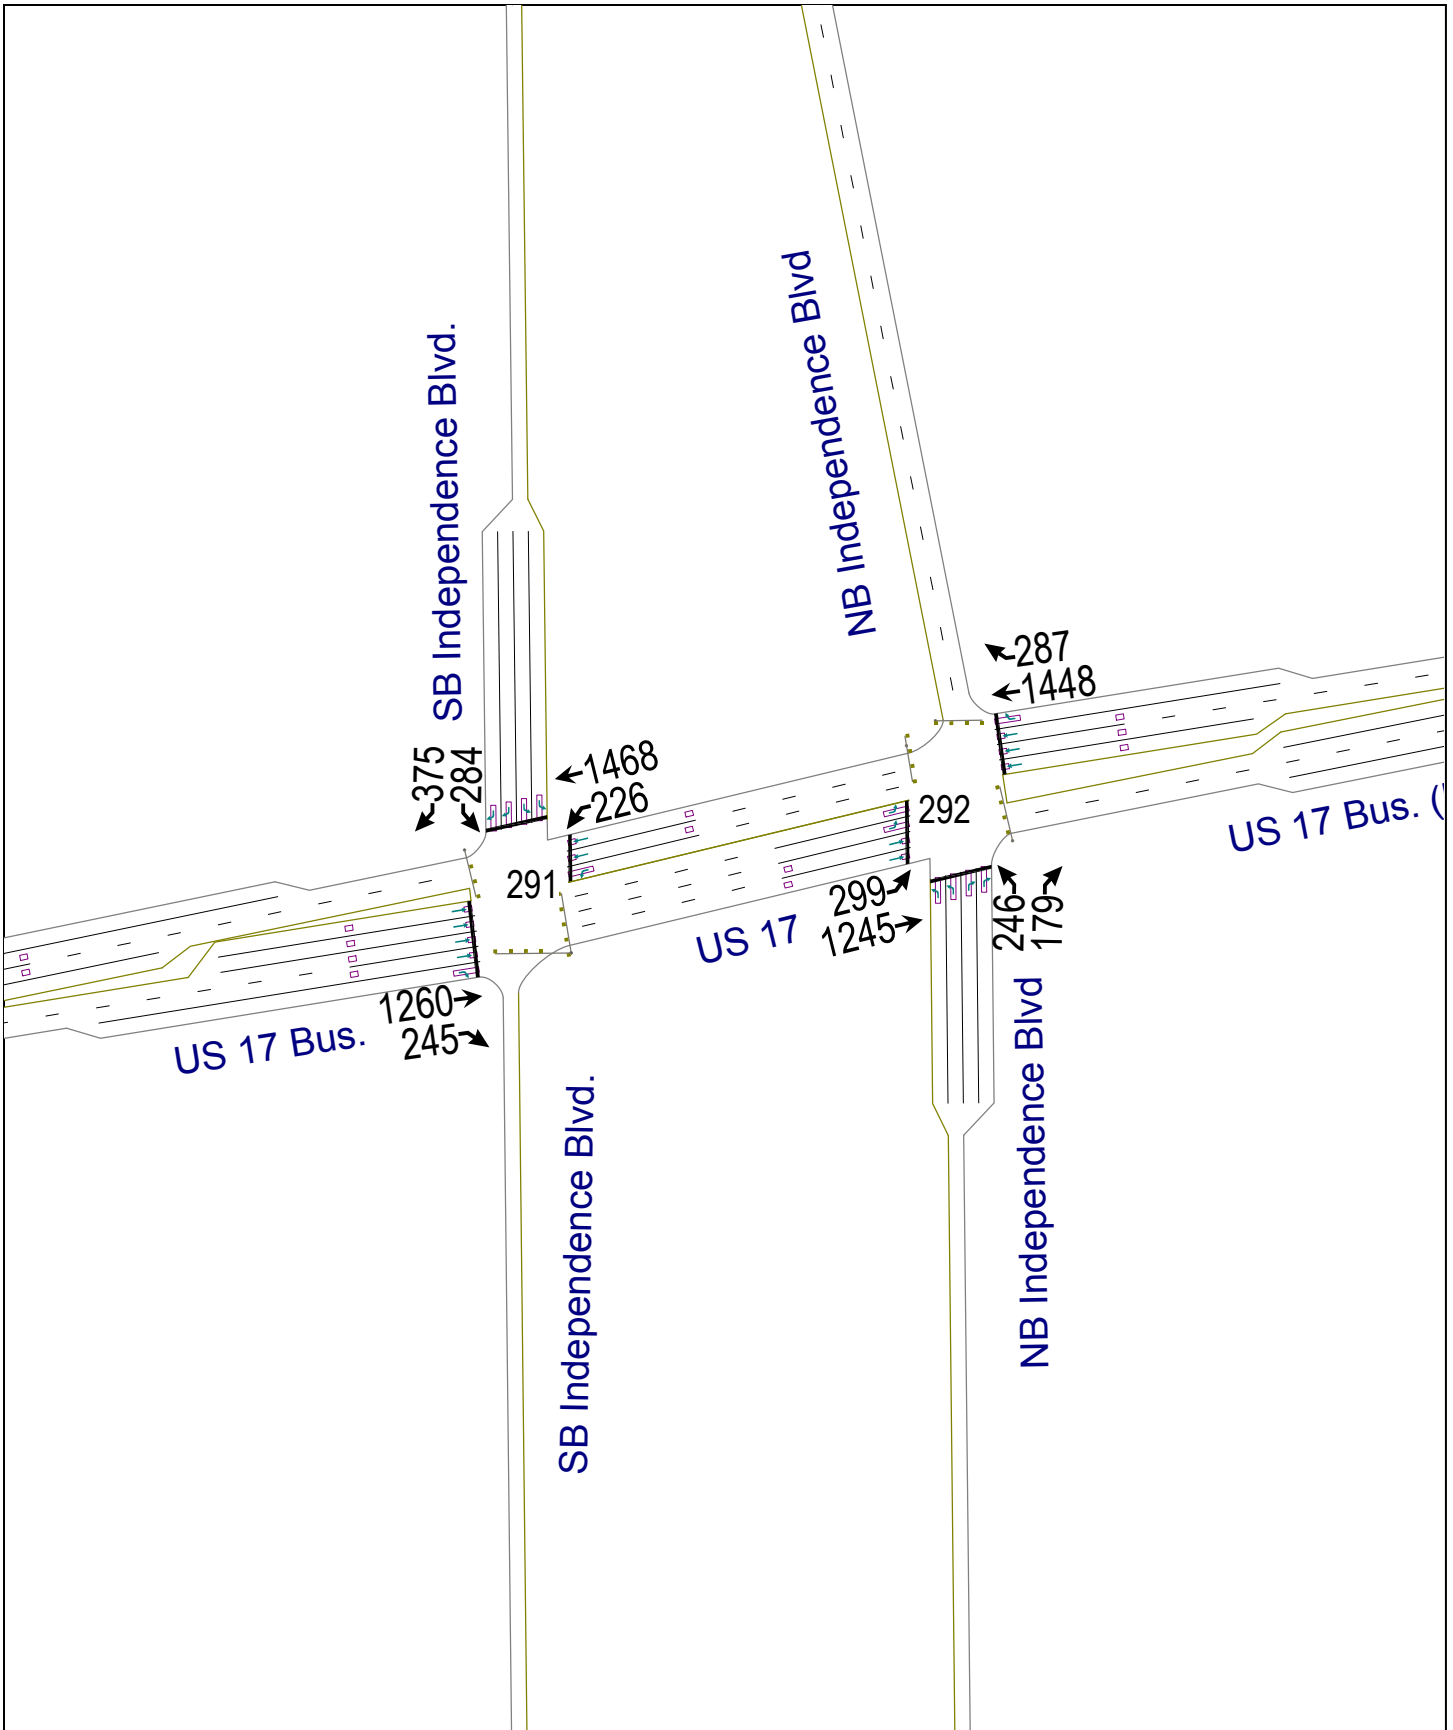 NB Independence Blvd
SB Independence Blvd.
287
1448
375
284
1468
226
292
US 17 Bus. (
291
299
1245
246
179
US 17
1260
245
US 17 Bus.
NB Independence Blvd
SB Independence Blvd.